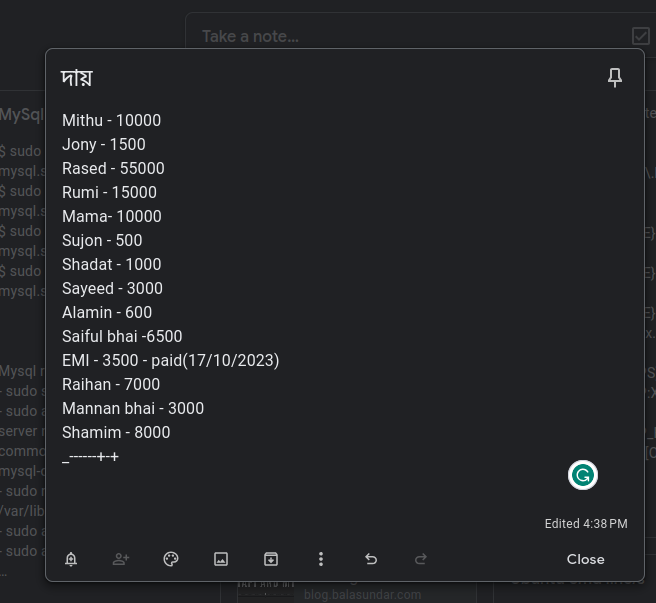 Take a note...
দায়
Mithu - 10000
Jony - 1500
Rased - 55000
Rumi - 15000
Mama- 10000
Sujon - 500
Shadat - 1000
Sayeed - 3000
Alamin - 600
Saiful bhai -6500
EMI - 3500 - paid(17/10/2023)
Raihan - 7000
Mannan bhai - 3000
Shamim - 8000
_------+-+
Edited 4:38 PM
Close
MySql
$ sudo
mysql.s
$ sudo
mysql.s
$ sudo
mysql.s
$ sudo
mysql.s
Mysql r
- sudo s
- sudo a
server r
commo
mysql-c
- sudo r
/var/lib
- sudo a
- sudo a
...
blog.balasundar.com